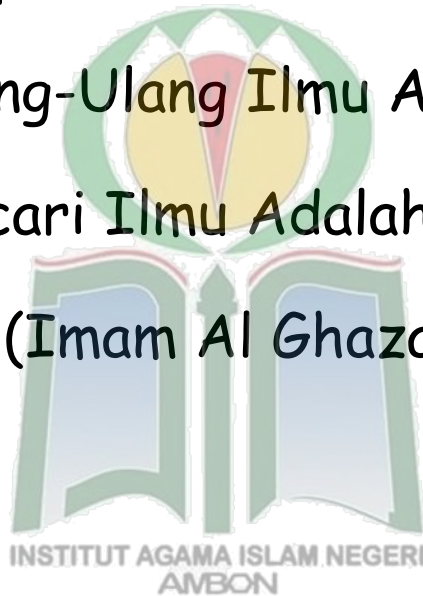 ng-Ulang Ilmu A
cari Ilmu Adalah
(Imam Al Ghaza
INSTITUT AGAMA ISLAM NEGERI
AMBON